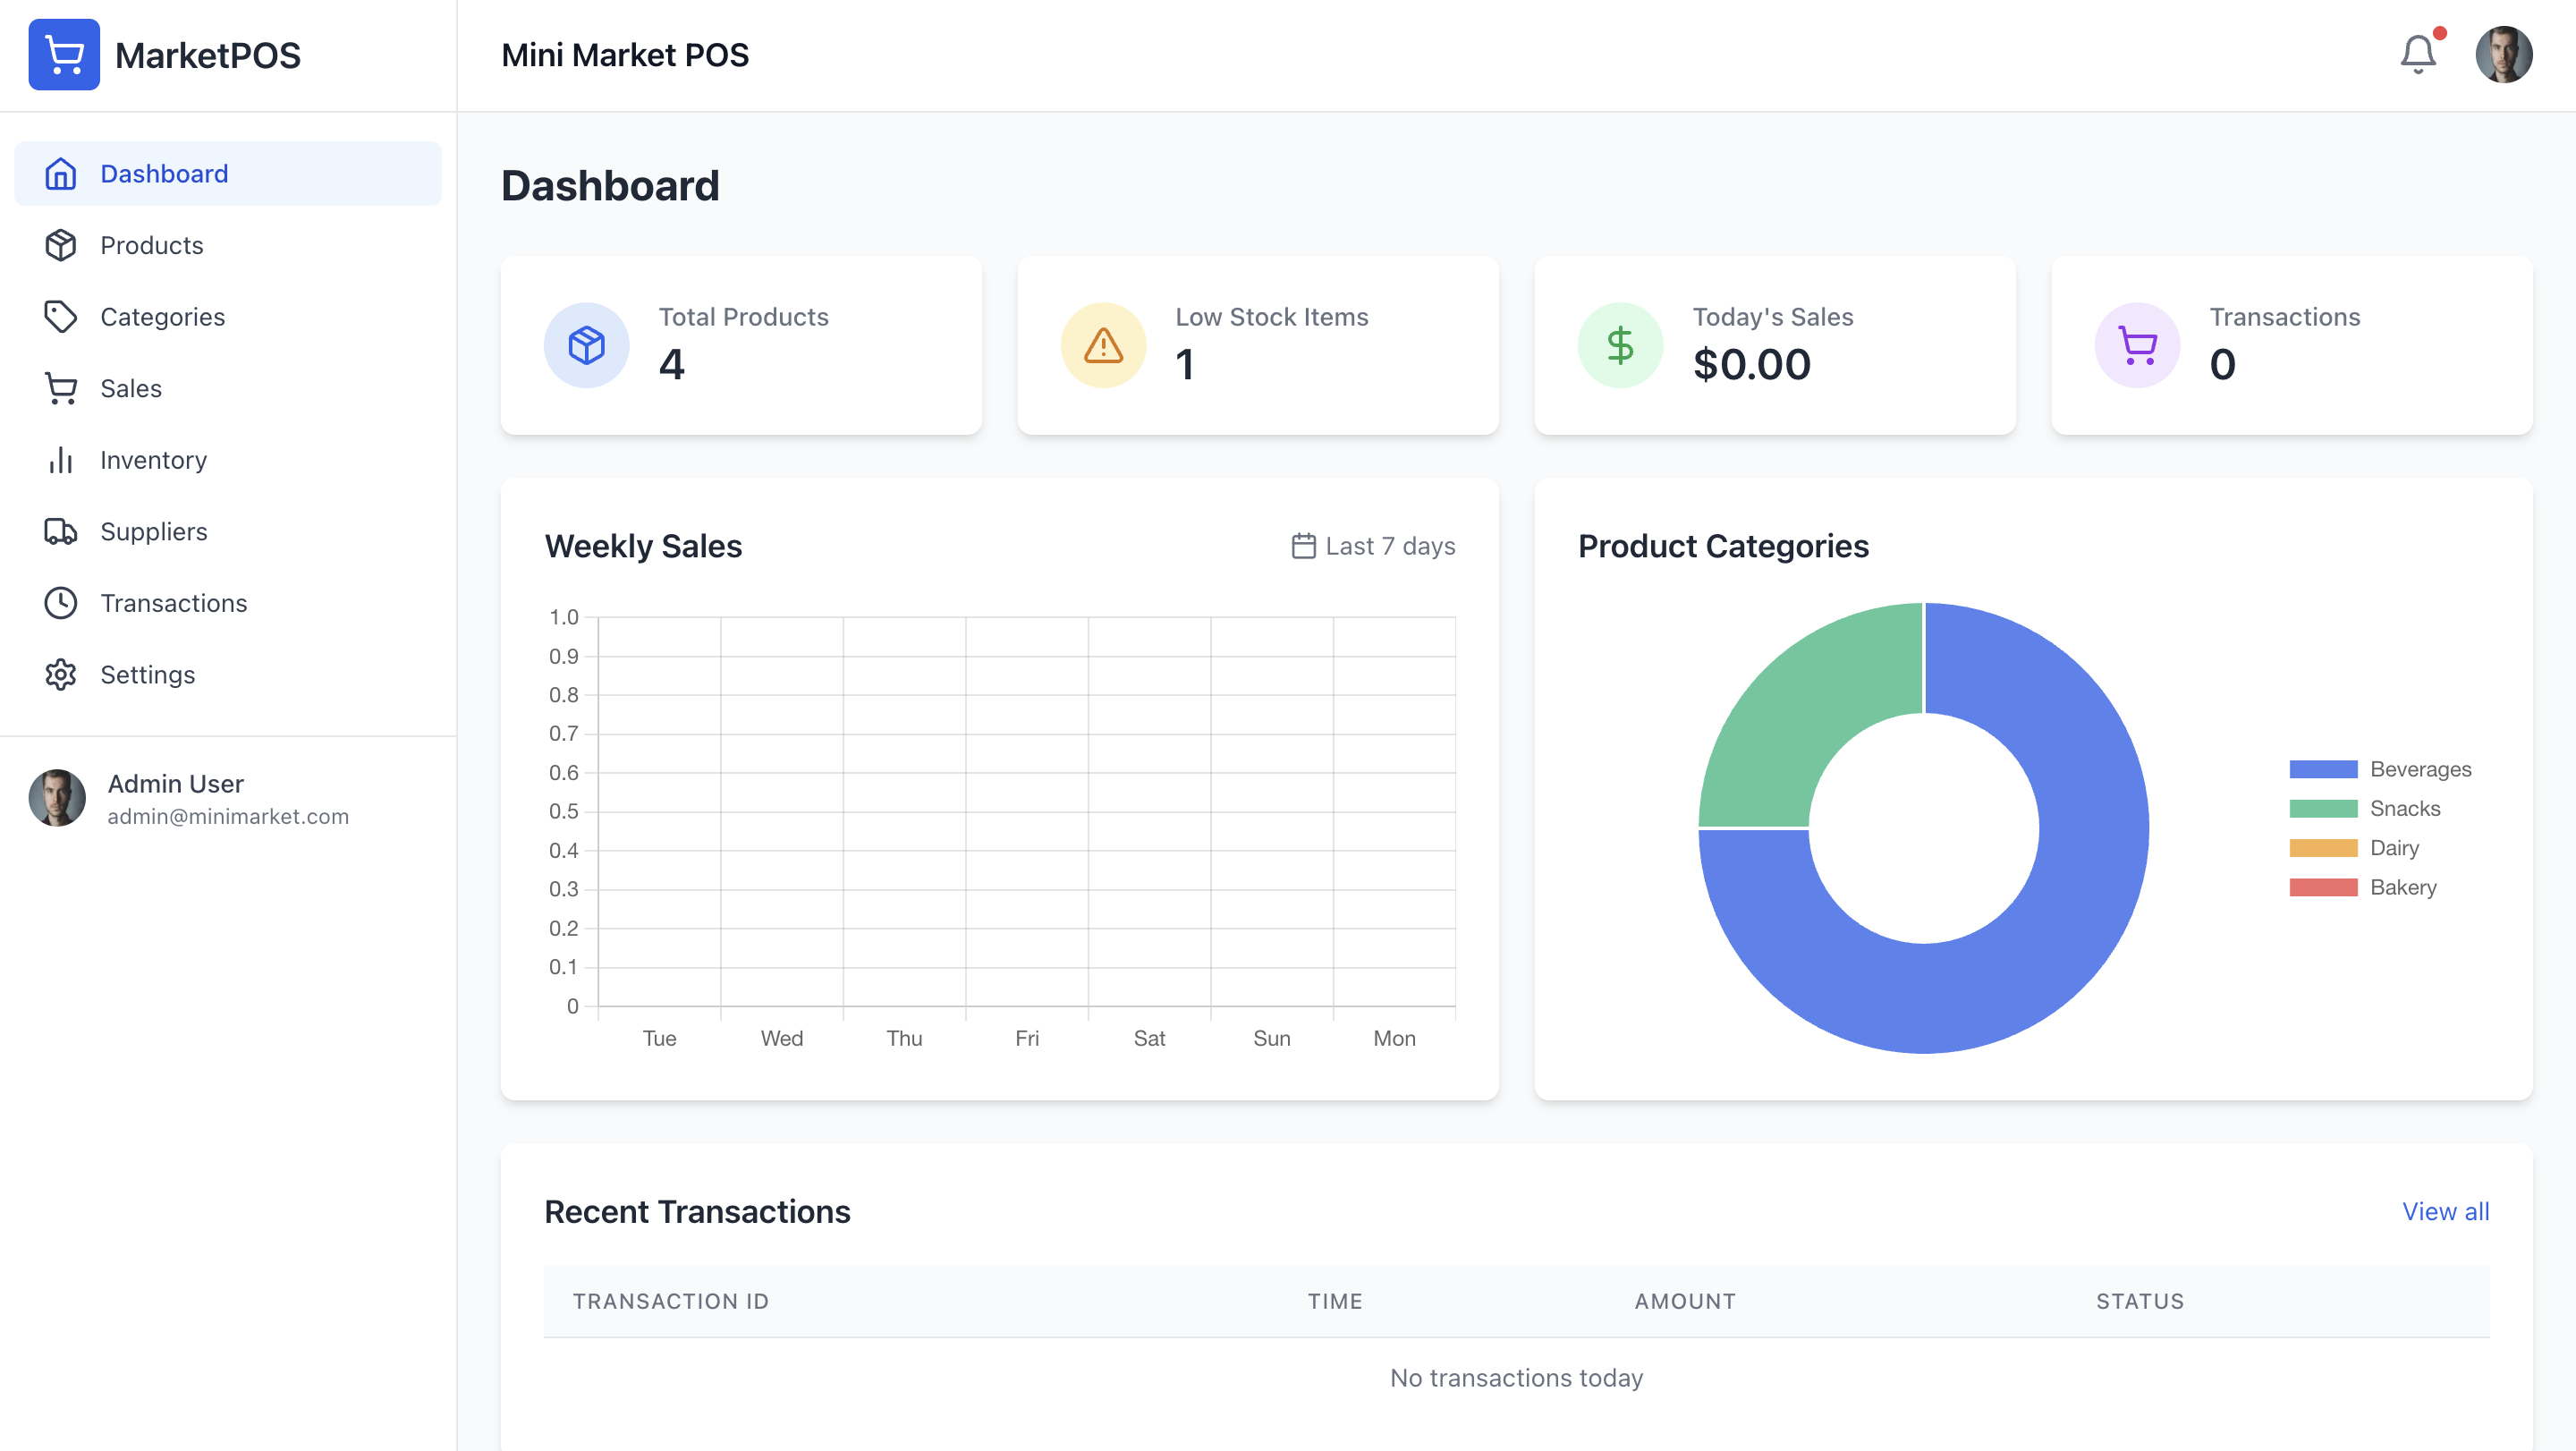 MarketPOS
Mini Market POS
Dashboard
Products
Categories
Sales
Inventory
Suppliers
Transactions
Settings
Admin User
admin@minimarket.com
Dashboard
Total Products
4
Low Stock Items
1
Today's Sales
$0.00
Transactions
0
Weekly Sales
Last 7 days
1.0
0.9
0.8
0.7
0.6
0.5
0.4
0.3
0.2
0.1
0
Tue Wed Thu Fri Sat Sun Mon
Product Categories
Beverages
Snacks
Dairy
Bakery
Recent Transactions
View all
TRANSACTION ID TIME AMOUNT STATUS
No transactions today